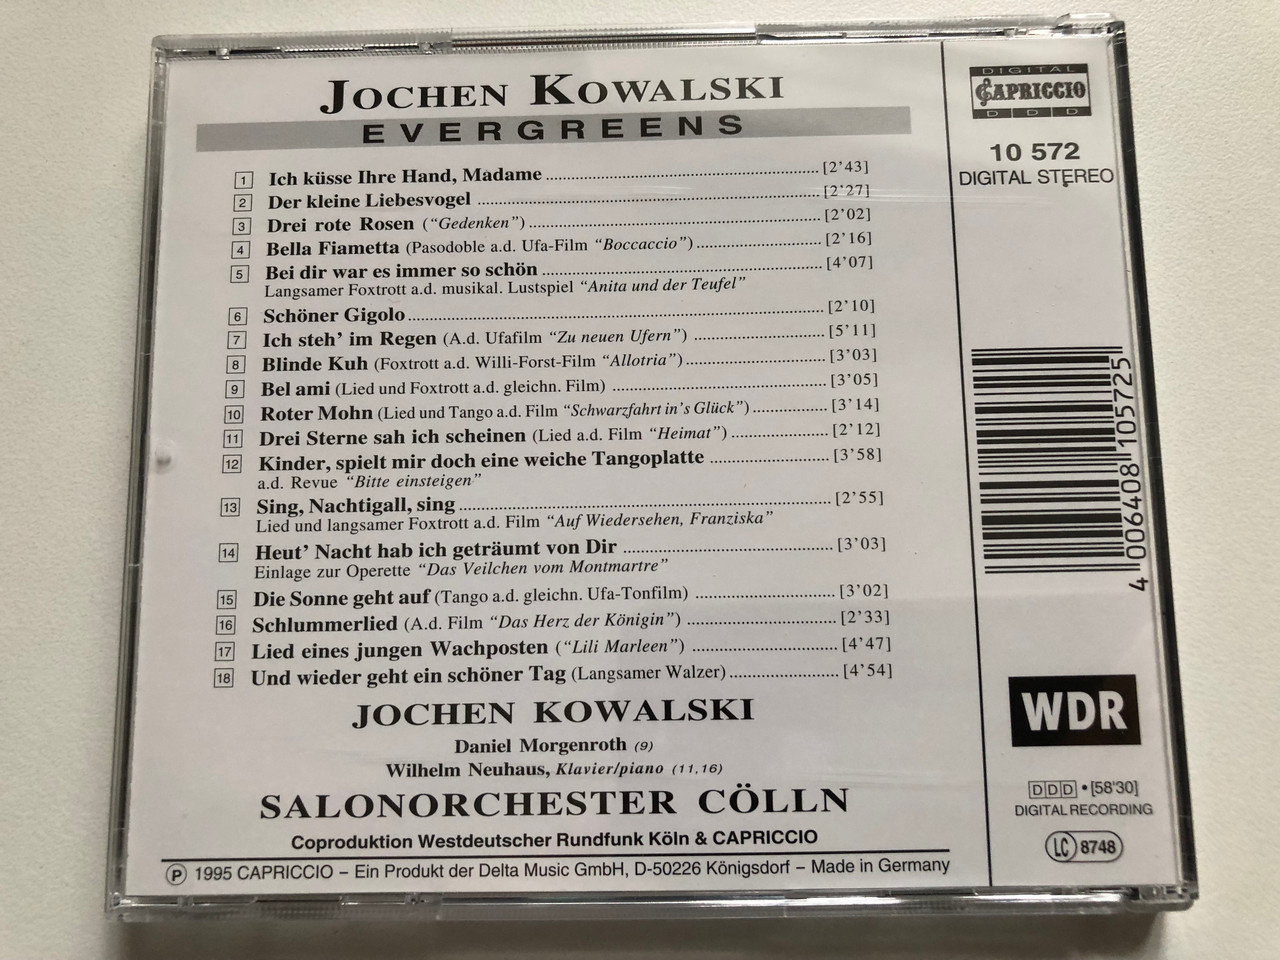 JOCHEN KOWALSKI
EVERGREENS
1 Ich küsse Ihre Hand, Madame [2'43]
2 Der kleine Liebesvogel [2'27]
3 Drei rote Rosen (“Gedenken”) [2'02]
4 Bella Fiametta (Pasodoble a.d. Ufa-Film “Boccaccio”) [2'16]
5 Bei dir war es immer so schön [4'07]
Langsamer Foxtrott a.d. musikal. Lustspiel “Anita und der Teufel”
6 Schöner Gigolo [2'10]
7 Ich steh' im Regen (A.d. Ufafilm “Zu neuen Ufern”) [5'11]
8 Blinde Kuh (Foxtrott a.d. Willi-Forst-Film “Allotria”) [3'03]
9 Bel ami (Lied und Foxtrott a.d. gleichn. Film) [3'05]
10 Roter Mohn (Lied und Tango a.d. Film “Schwarzfahrt in's Glück”) [3'14]
11 Drei Sterne sah ich scheinen (Lied a.d. Film “Heimat”) [2'12]
12 Kinder, spielt mir doch eine weiche Tangoplatte [3'58]
a.d. Revue “Bitte einsteigen”
13 Sing, Nachtigall, sing [2'55]
Lied und langsamer Foxtrott a.d. Film “Auf Wiedersehen, Franziska”
14 Heut' Nacht hab ich geträumt von Dir [3'03]
Einlage zur Operette “Das Veilchen vom Montmartre”
15 Die Sonne geht auf (Tango a.d. gleichn. Ufa-Tonfilm) [3'02]
16 Schlummerlied (A.d. Film “Das Herz der Königin”) [2'33]
17 Lied eines jungen Wachposten (“Lili Marleen”) [4'47]
18 Und wieder geht ein schöner Tag (Langsamer Walzer) [4'54]
JOCHEN KOWALSKI
Daniel Morgenroth (9)
Wilhelm Neuhaus, Klavier/piano (11,16)
SALONORCHESTER CÖLLN
Coproduktion Westdeutscher Rundfunk Köln & CAPRICCIO
Ⓟ 1995 CAPRICCIO – Ein Produkt der Delta Music GmbH, D-50226 Königsdorf – Made in Germany
DIGITAL
CAPRICCIO
DDD
10 572
DIGITAL STEREO
4 006408 105725
WDR
DDD • [58'30]
DIGITAL RECORDING
LC 8748